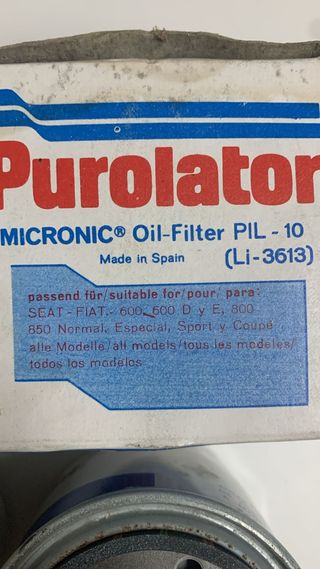 Purolator
MICRONIC® Oil-Filter PIL - 10
Made in Spain (Li-3613)
passend für/suitable for/pour/para:
SEAT - FIAT.- 600, 600 D y E, 800
850 Normal, Especial, Sport y Coupé
alle Modelle/all models/tous les modeles/
todos los modelos